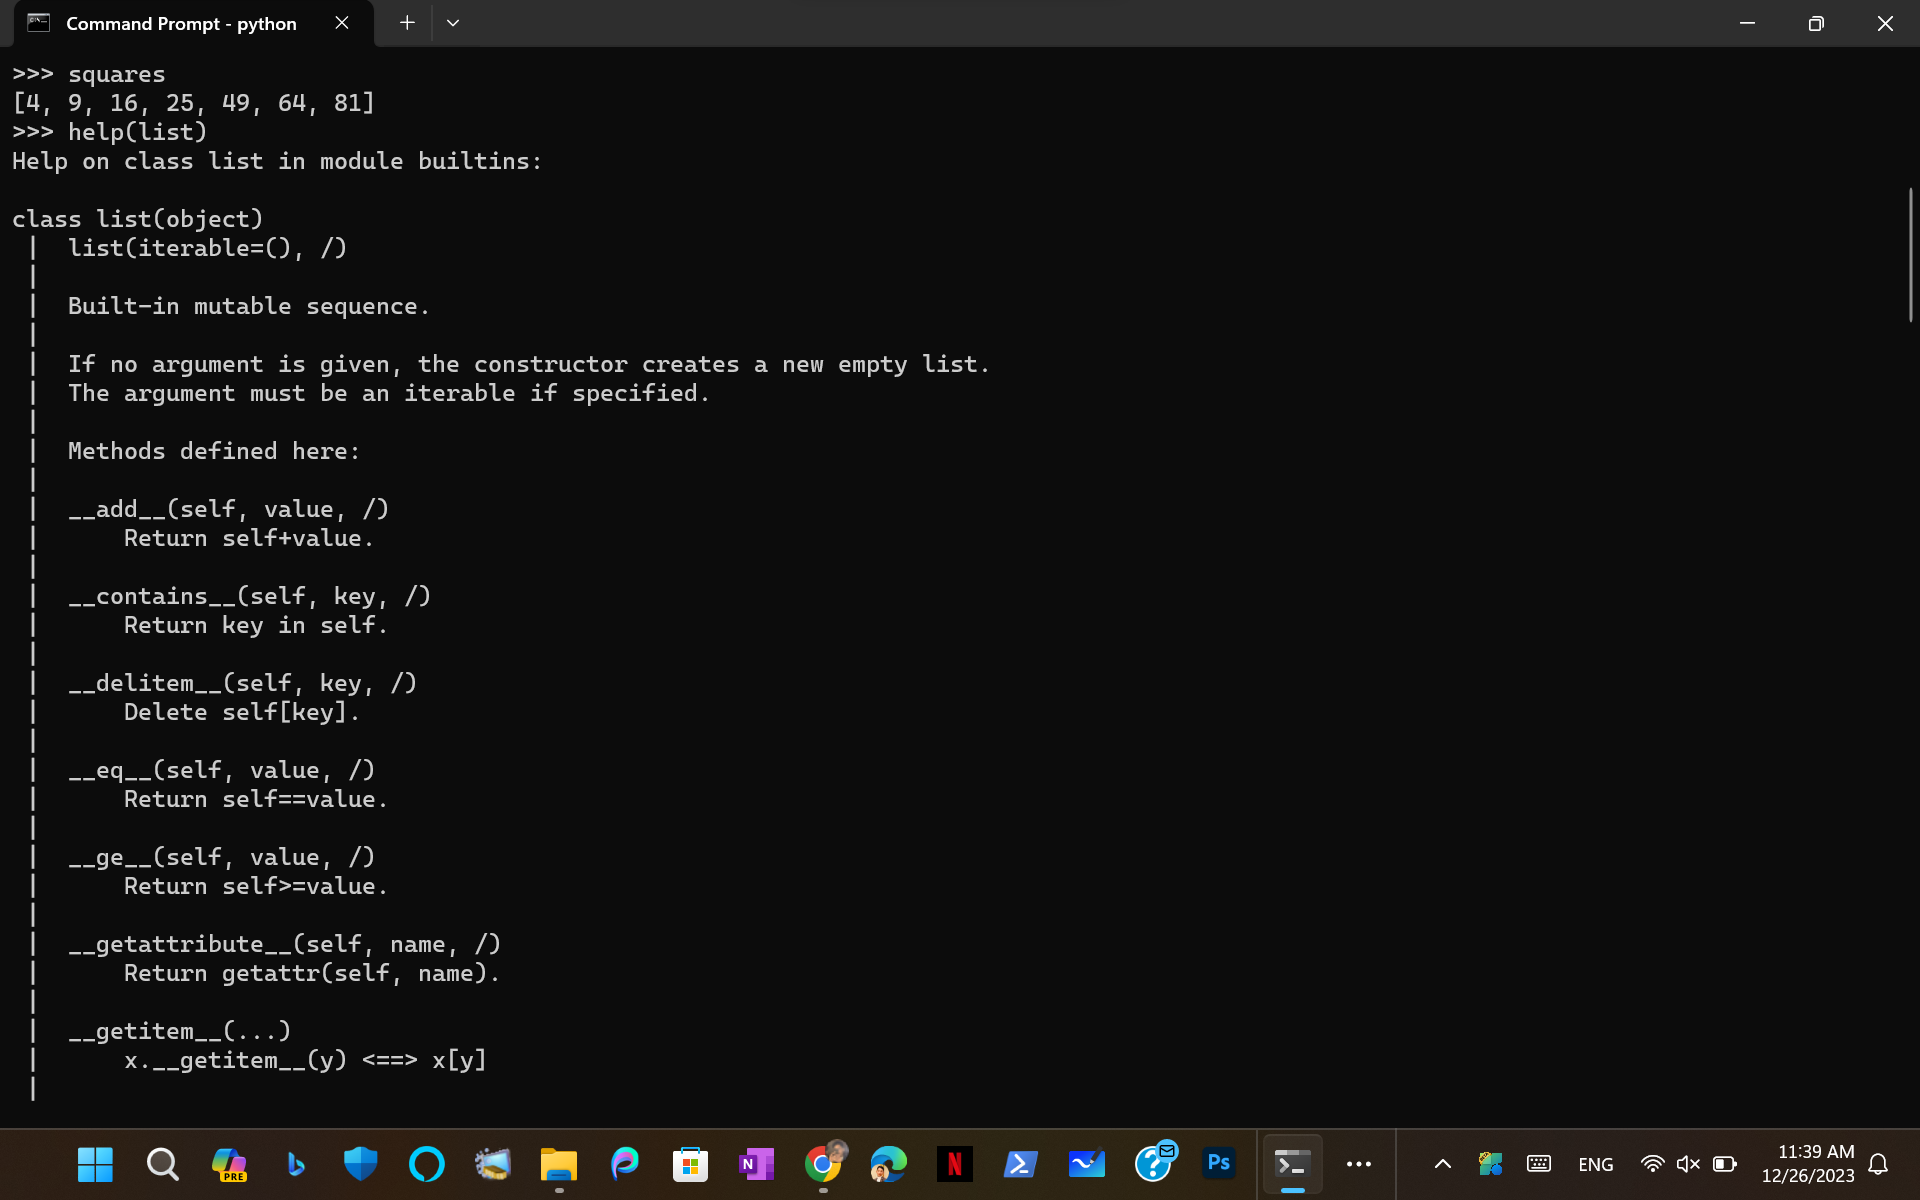 Command Prompt - python
>>> squares
[4, 9, 16, 25, 49, 64, 81]
>>> help(list)
Help on class list in module builtins:
class list(object)
 |  list(iterable=(), /)
 |
 |  Built-in mutable sequence.
 |
 |  If no argument is given, the constructor creates a new empty list.
 |  The argument must be an iterable if specified.
 |
 |  Methods defined here:
 |
 |  __add__(self, value, /)
 |      Return self+value.
 |
 |  __contains__(self, key, /)
 |      Return key in self.
 |
 |  __delitem__(self, key, /)
 |      Delete self[key].
 |
 |  __eq__(self, value, /)
 |      Return self==value.
 |
 |  __ge__(self, value, /)
 |      Return self>=value.
 |
 |  __getattribute__(self, name, /)
 |      Return getattr(self, name).
 |
 |  __getitem__(...)
 |      x.__getitem__(y) <==> x[y]
 |
PRE
N
N
Ps
ENG
11:39 AM
12/26/2023